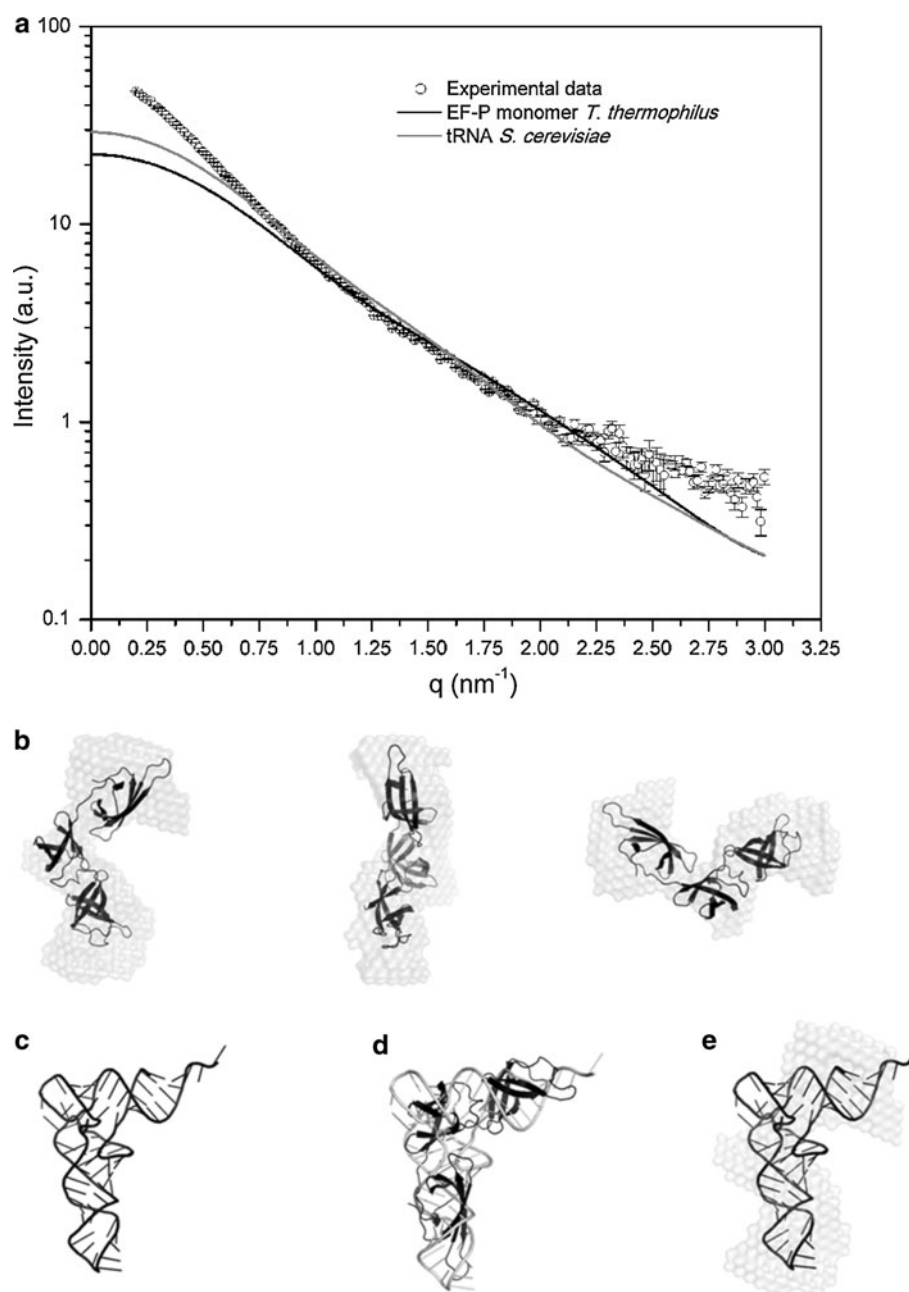 a
100
10
1
0.1
Intensity (a.u.)
Experimental data
EF-P monomer T. thermophilus
tRNA S. cerevisiae
0.00 0.25 0.50 0.75 1.00 1.25 1.50 1.75 2.00 2.25 2.50 2.75 3.00 3.25
q (nm⁻¹)
b
c
d
e